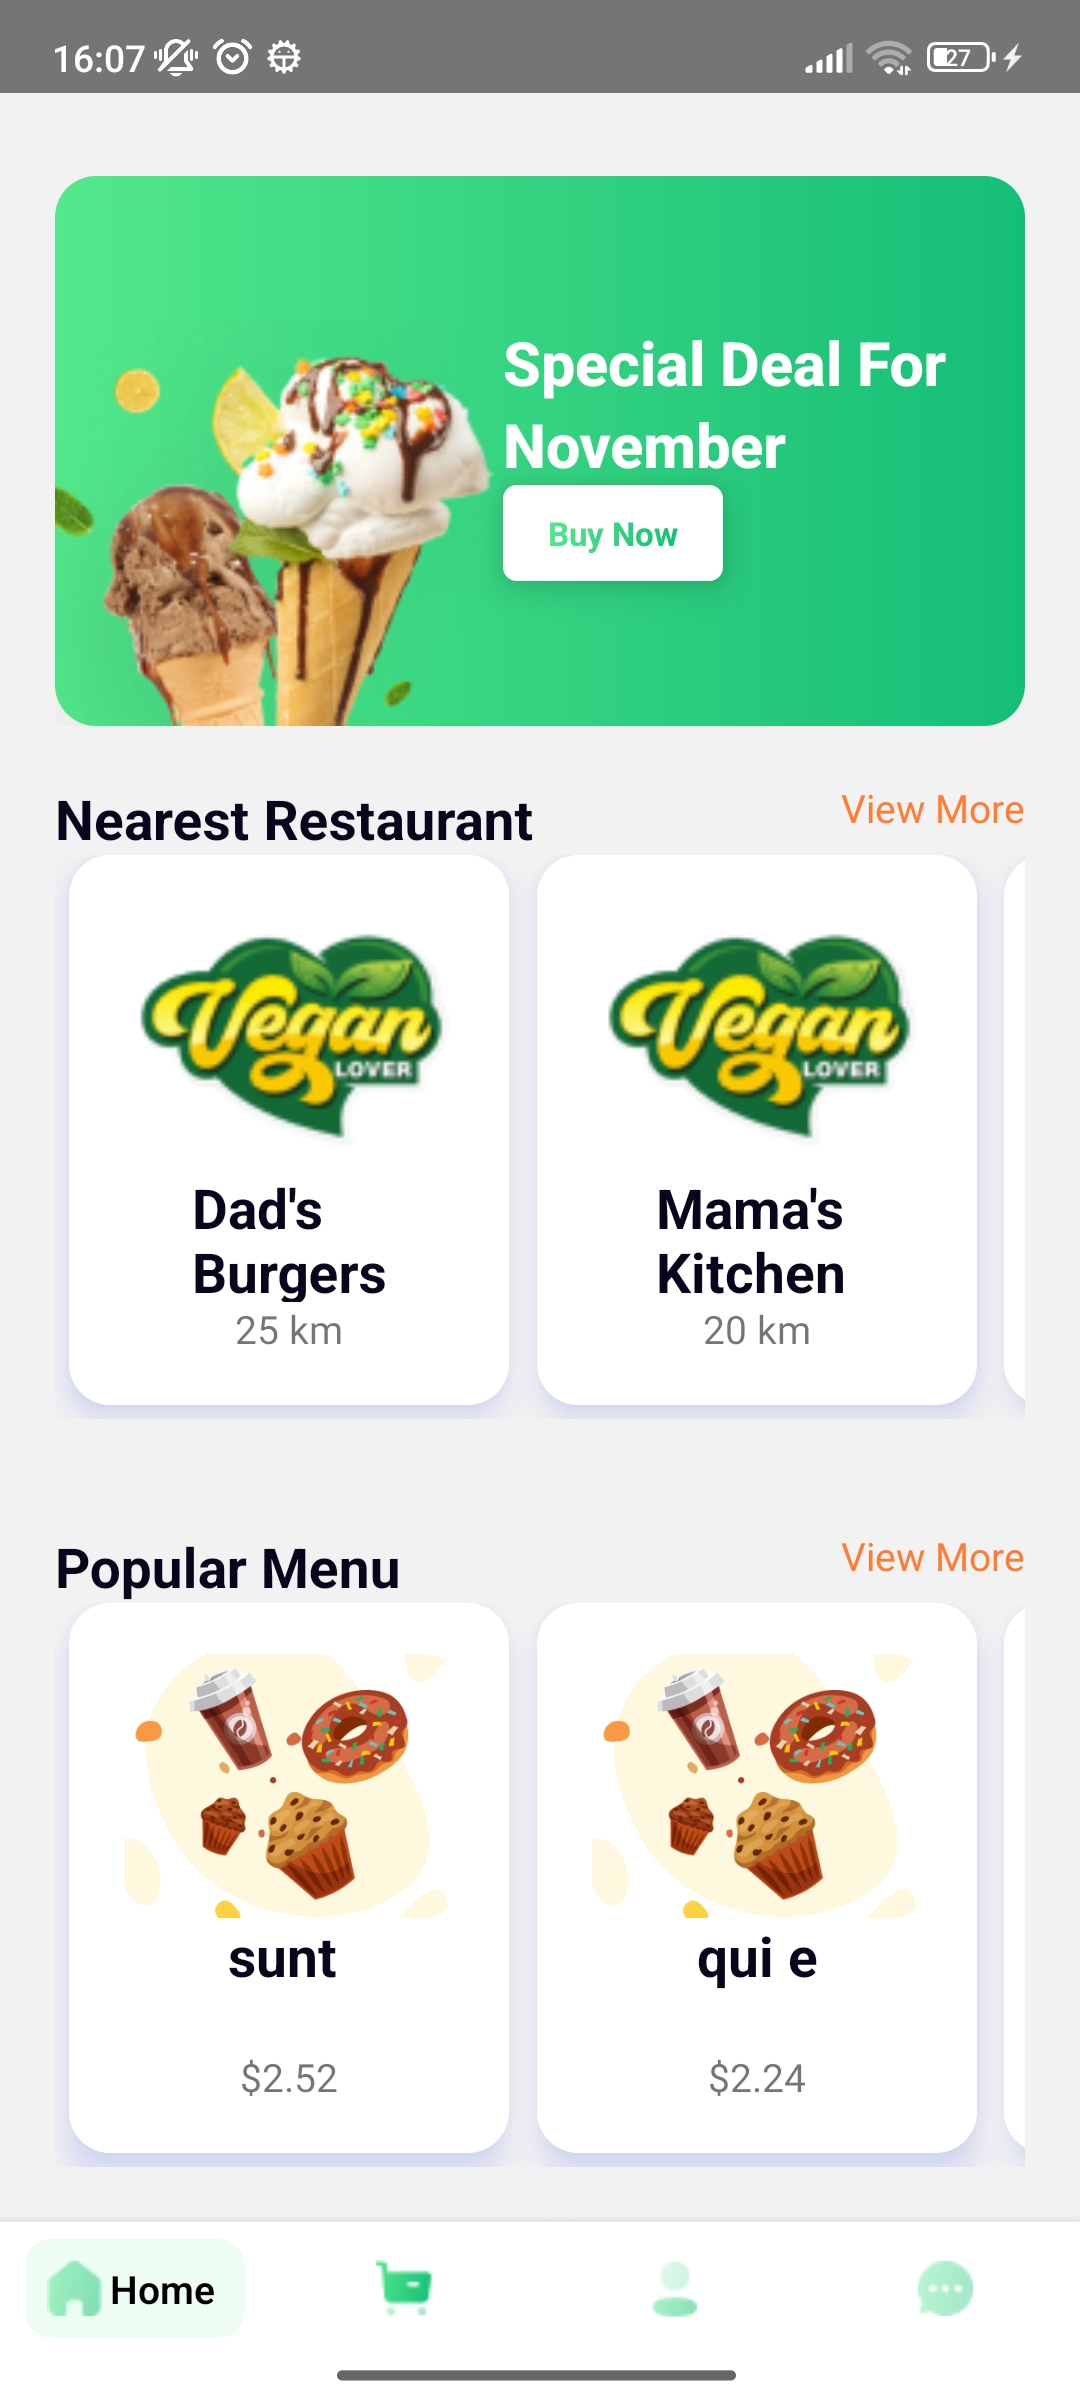 16:07
27
Special Deal For
November
Buy Now
Nearest Restaurant
View More
Vegan
LOVER
Vegan
LOVER
Dad's
Burgers
25 km
Mama's
Kitchen
20 km
Popular Menu
View More
sunt
$2.52
qui e
$2.24
Home